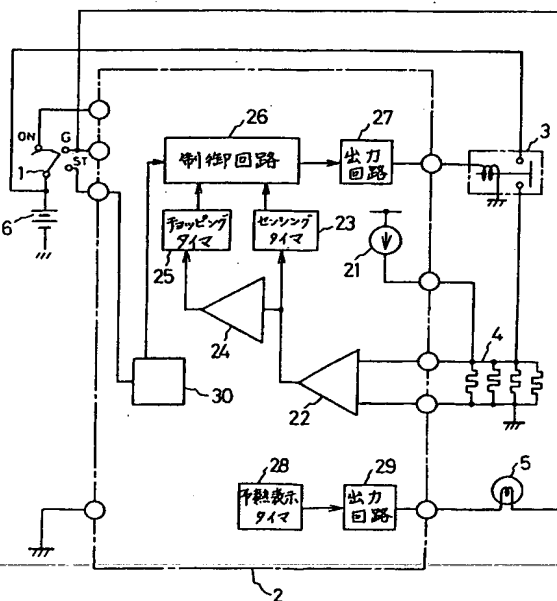 26
27
3
ON
G
ST
1
制御回路
出力
回路
6
チョッピング
タイマ
センシング
タイマ
23
25
21
24
4
22
30
28
29
5
予熱表示
タイマ
出力
回路
2